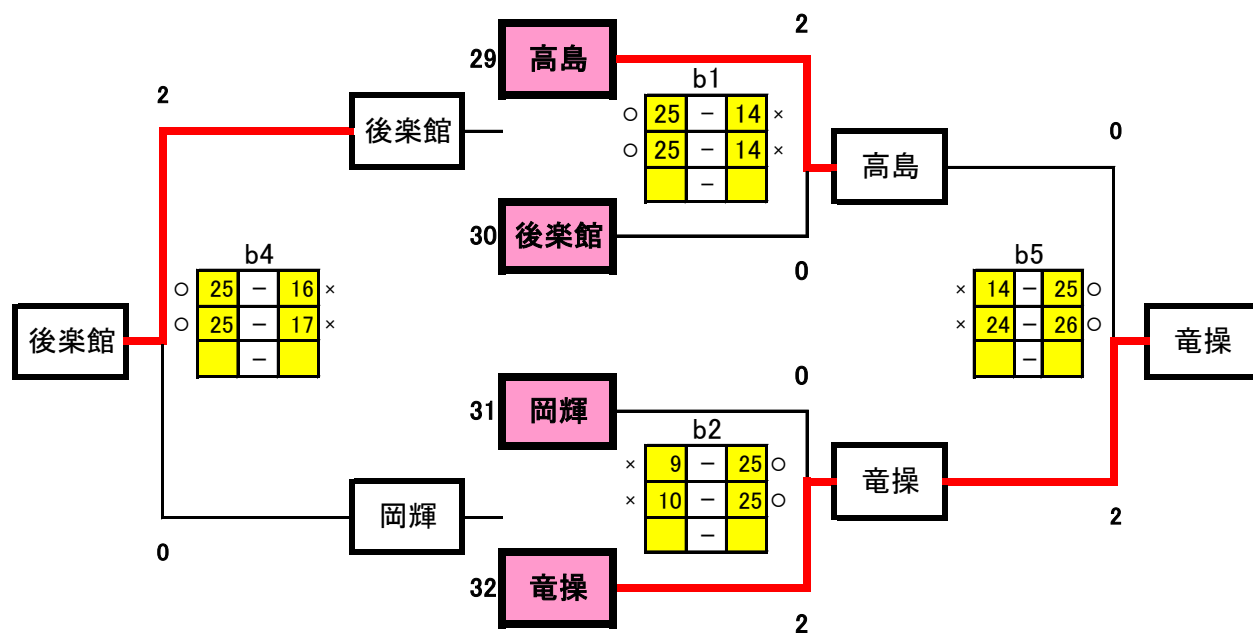 2
29 高島
b1
2
後楽館
○ 25 － 14 ×
○ 25 － 14 ×
－
0
高島
30 後楽館
0
b4
○ 25 － 16 ×
○ 25 － 17 ×
－
b5
× 14 － 25 ○
× 24 － 26 ○
－
後楽館
竜操
0
31 岡輝
b2
× 9 － 25 ○
× 10 － 25 ○
－
竜操
岡輝
0
2
32 竜操
2